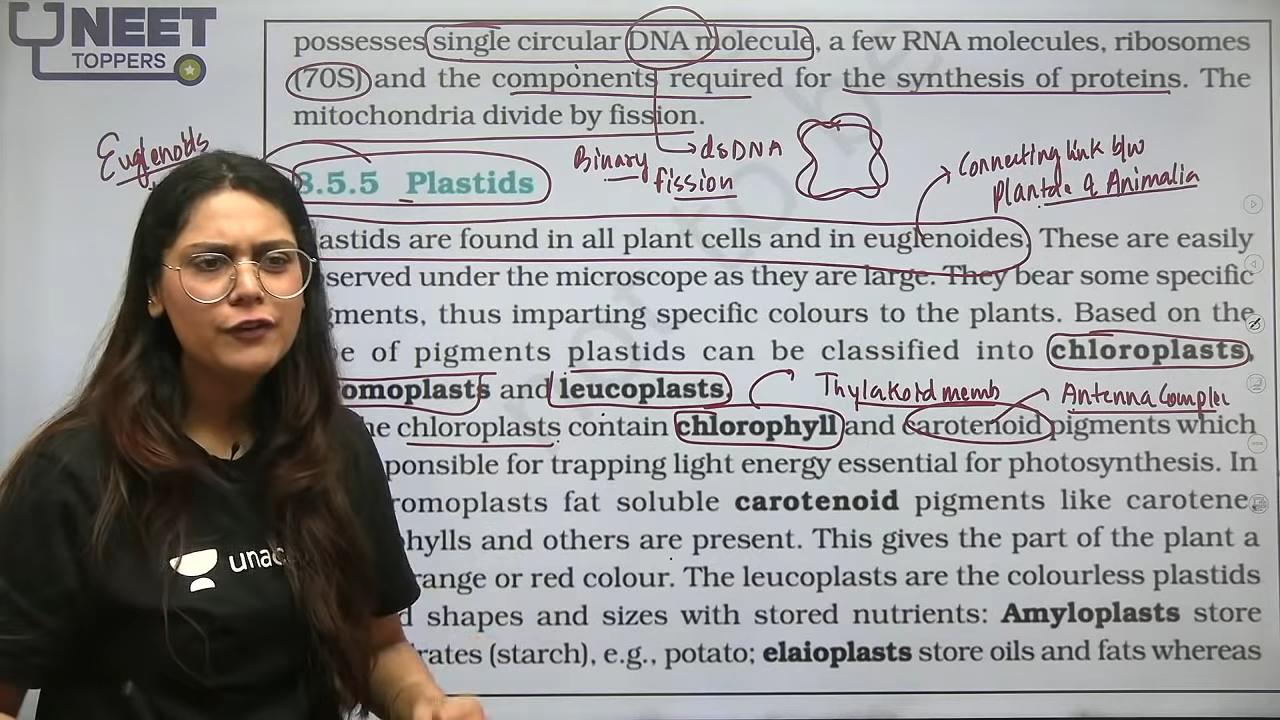 NEET
TOPPERS
possesses single circular DNA molecule, a few RNA molecules, ribosomes
(70S) and the components required for the synthesis of proteins. The
mitochondria divide by fission.
Euglenoids
Binary
fission
dsDNA
Connecting link b/w
plantae & Animalia
8.5.5 Plastids
astids are found in all plant cells and in euglenoides. These are easily
served under the microscope as they are large. They bear some specific
gments, thus imparting specific colours to the plants. Based on the
e of pigments plastids can be classified into chloroplasts,
omoplasts and leucoplasts.
Thylakoid memb
Antenna complex
he chloroplasts contain chlorophyll and carotenoid pigments which
ponsible for trapping light energy essential for photosynthesis. In
romoplasts fat soluble carotenoid pigments like carotene,
hylls and others are present. This gives the part of the plant a
range or red colour. The leucoplasts are the colourless plastids
d shapes and sizes with stored nutrients: Amyloplasts store
rates (starch), e.g., potato; elaioplasts store oils and fats whereas
unac